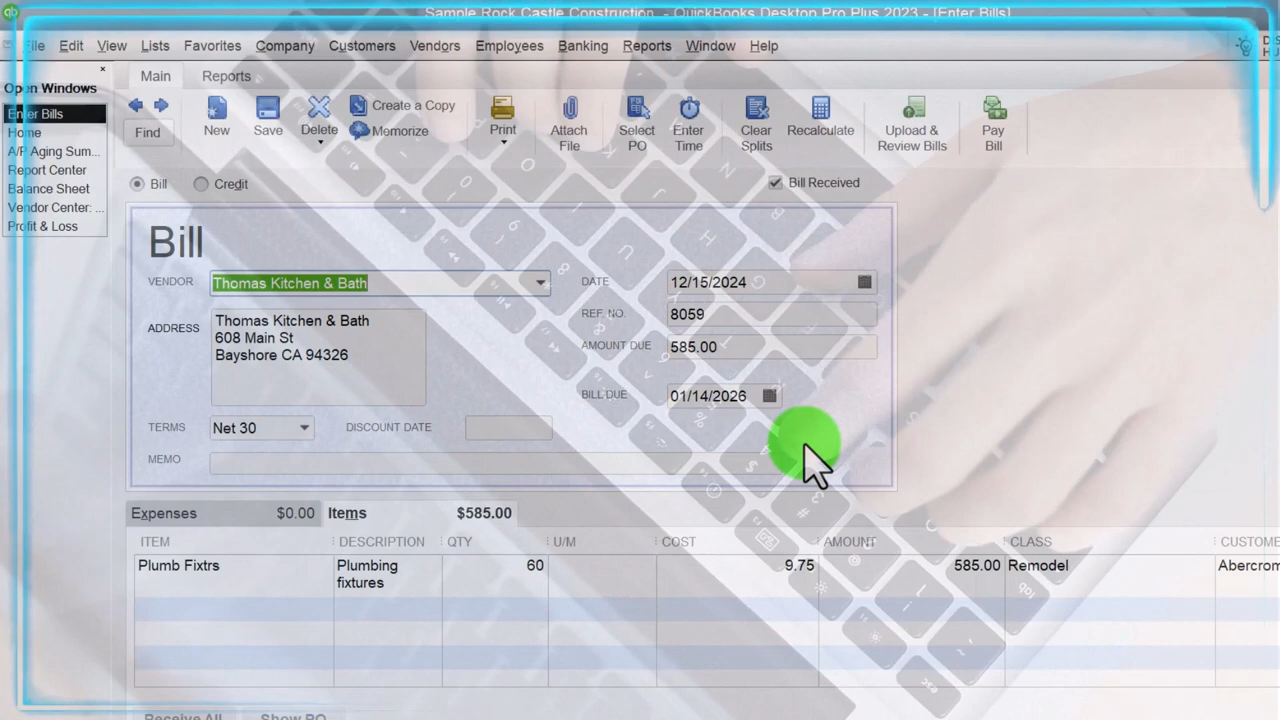 Sample Rock Castle Construction - QuickBooks Desktop Pro Plus 2023 - [Enter Bills]
File Edit View Lists Favorites Company Customers Vendors Employees Banking Reports Window Help
Open Windows
Enter Bills
Home
A/P Aging Sum...
Report Center
Balance Sheet
Vendor Center: ...
Profit & Loss
Main Reports
Find
New
Save
Delete
Create a Copy
Memorize
Print
Attach
File
Select
PO
Enter
Time
Clear
Splits
Recalculate
Upload &
Review Bills
Pay
Bill
Bill Credit
Bill Received
Bill
VENDOR Thomas Kitchen & Bath
ADDRESS
Thomas Kitchen & Bath
608 Main St
Bayshore CA 94326
TERMS Net 30 DISCOUNT DATE
MEMO
DATE 12/15/2024
REF. NO. 8059
AMOUNT DUE 585.00
BILL DUE 01/14/2026
Expenses $0.00 Items $585.00
ITEM DESCRIPTION QTY U/M COST AMOUNT CLASS CUSTOME
Plumb Fixtrs Plumbing 60 9.75 585.00 Remodel Abercrom
fixtures
Receive All Show PO